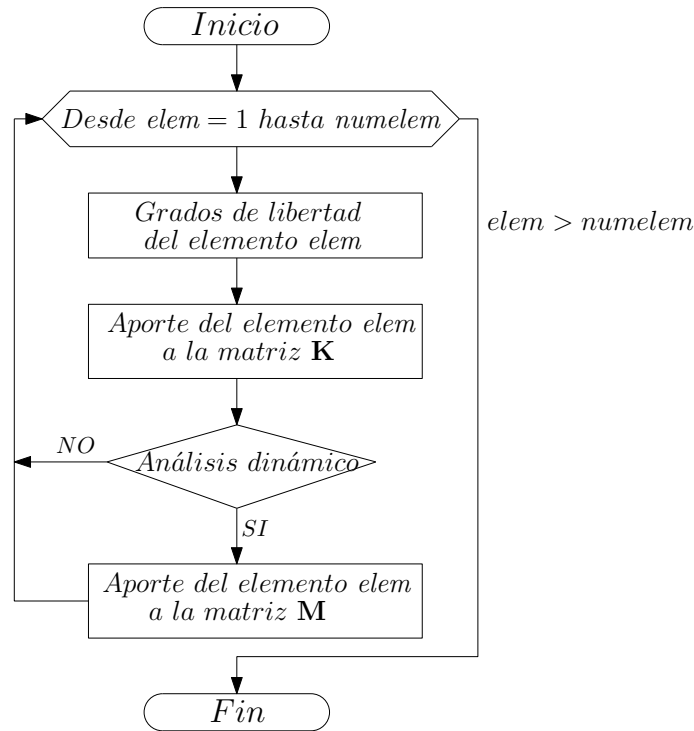 Inicio
Desde elem = 1 hasta numelem
Grados de libertad
del elemento elem
elem > numelem
Aporte del elemento elem
a la matriz K
NO
Análisis dinámico
SI
Aporte del elemento elem
a la matriz M
Fin